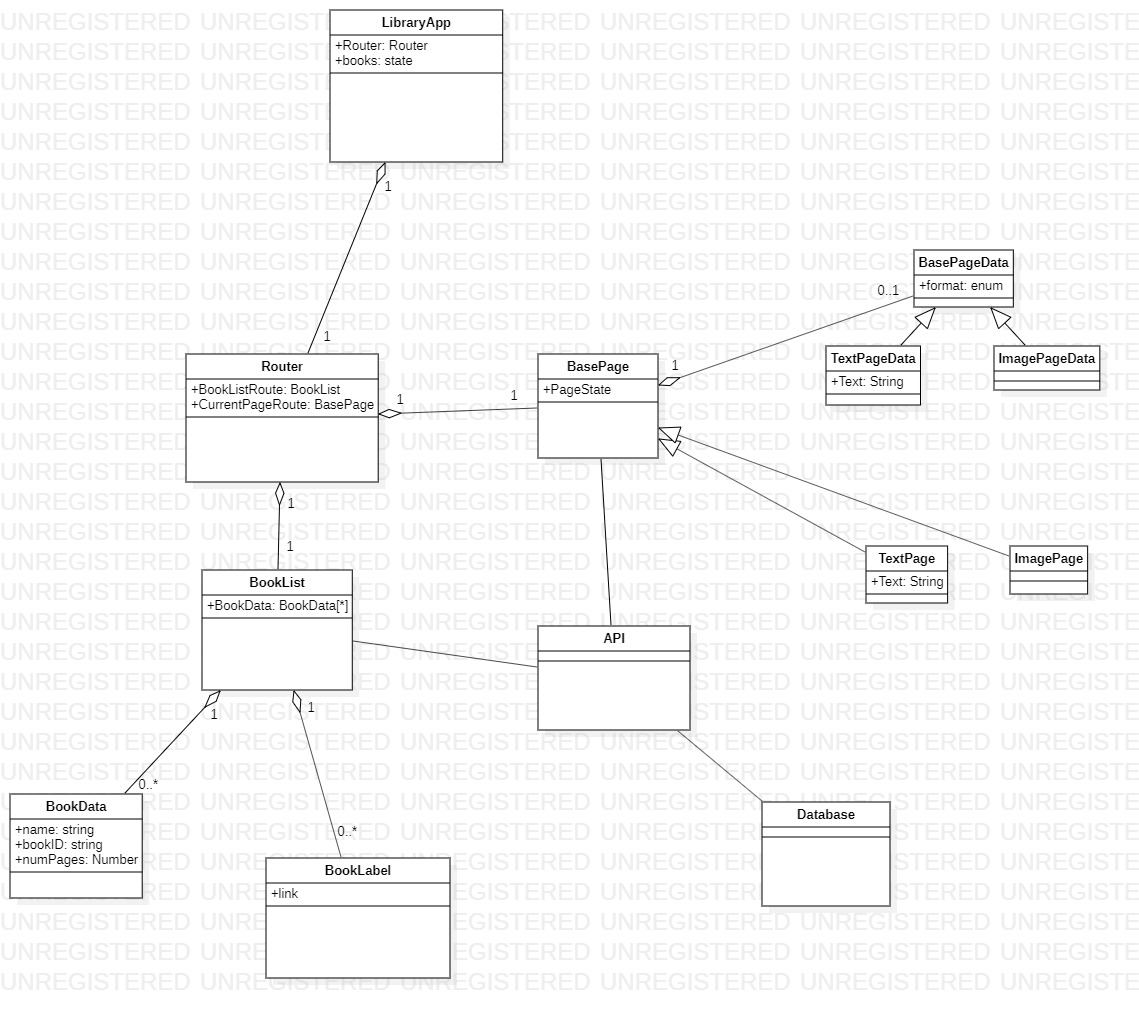 LibraryApp
+Router: Router
+books: state
1
1
Router
+BookListRoute: BookList
+CurrentPageRoute: BasePage
1
1
BasePage
+PageState
1
0..1
BasePageData
+format: enum
TextPageData
+Text: String
ImagePageData
TextPage
+Text: String
ImagePage
1
1
BookList
+BookData: BookData[*]
API
1
1
0..*
0..*
BookData
+name: string
+bookID: string
+numPages: Number
BookLabel
+link
Database
UNREGISTERED UNREGISTERED UNREGISTERED UNREGISTERED UNREGISTERED UNREGISTE